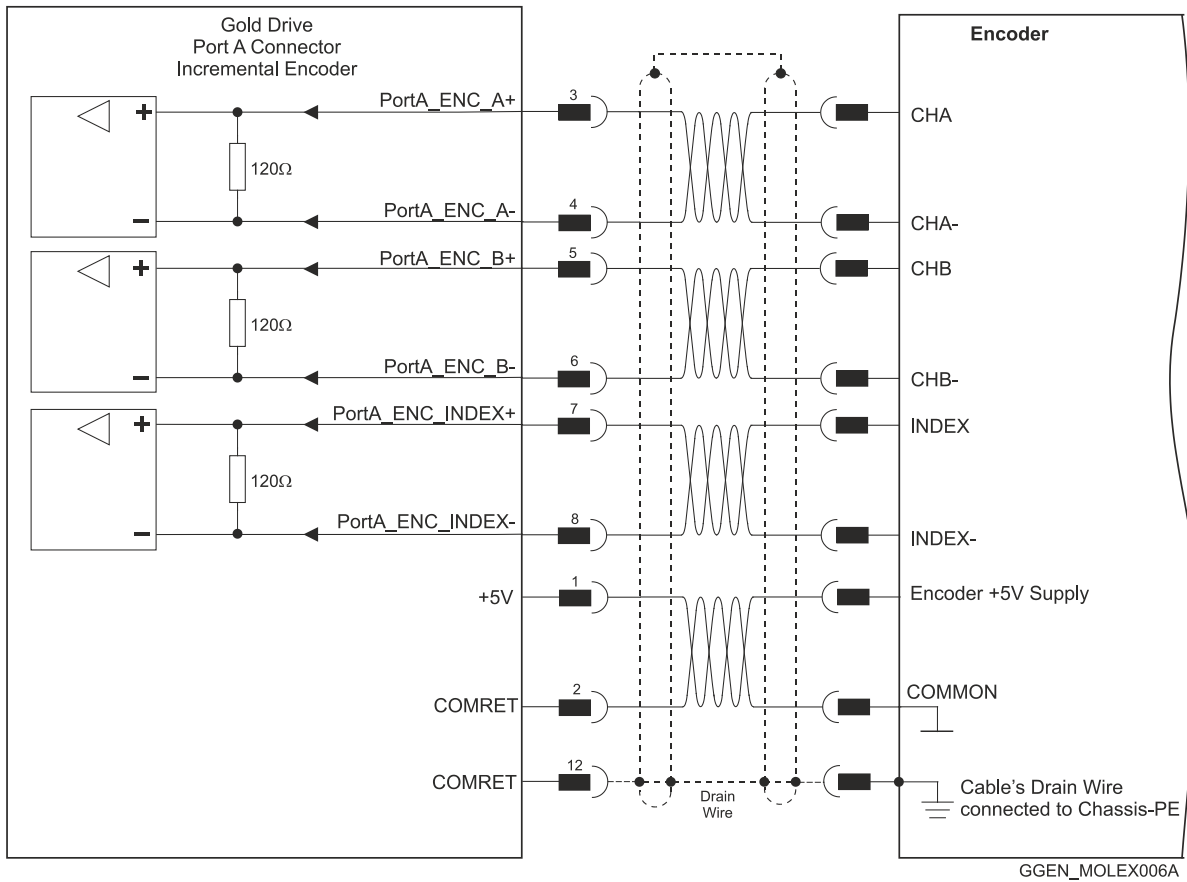 Gold Drive
Port A Connector
Incremental Encoder
Encoder
+
PortA_ENC_A+
3
CHA
120Ω
-
PortA_ENC_A-
4
CHA-
+
PortA_ENC_B+
5
CHB
120Ω
-
PortA_ENC_B-
6
CHB-
+
PortA_ENC_INDEX+
7
INDEX
120Ω
-
PortA_ENC_INDEX-
8
INDEX-
+5V
1
Encoder +5V Supply
COMRET
2
COMMON
COMRET
12
Drain
Wire
Cable's Drain Wire
connected to Chassis-PE
GGEN_MOLEX006A